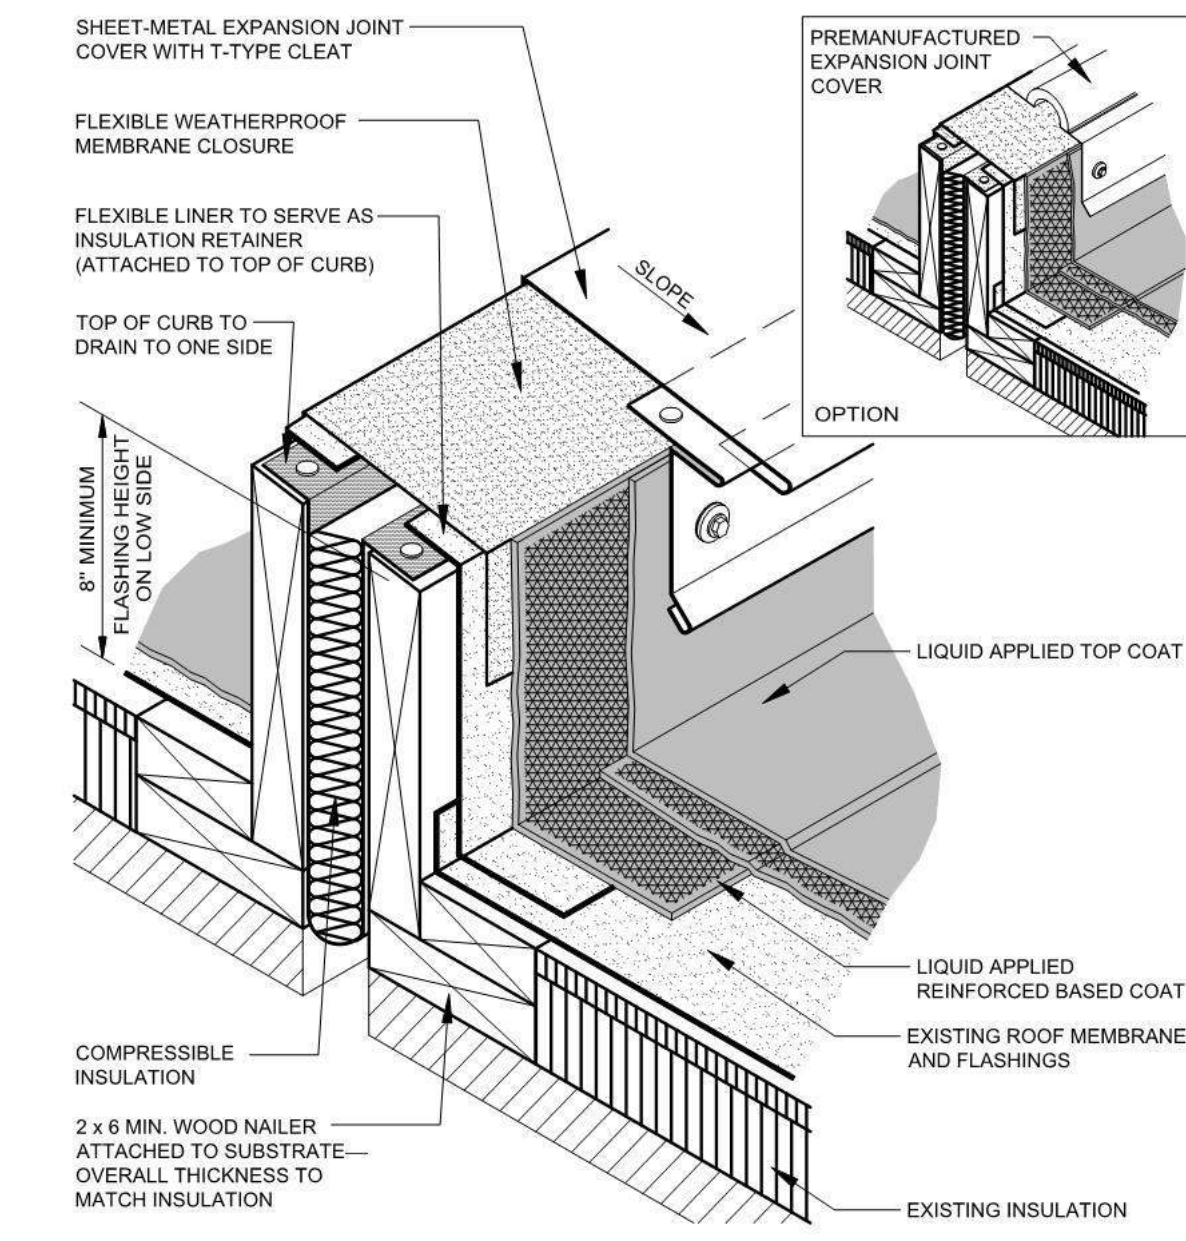 SHEET-METAL EXPANSION JOINT
COVER WITH T-TYPE CLEAT
FLEXIBLE WEATHERPROOF
MEMBRANE CLOSURE
FLEXIBLE LINER TO SERVE AS
INSULATION RETAINER
(ATTACHED TO TOP OF CURB)
TOP OF CURB TO
DRAIN TO ONE SIDE
8" MINIMUM
FLASHING HEIGHT
ON LOW SIDE
SLOPE
PREMANUFACTURED
EXPANSION JOINT
COVER
OPTION
LIQUID APPLIED TOP COAT
LIQUID APPLIED
REINFORCED BASED COAT
EXISTING ROOF MEMBRANE
AND FLASHINGS
COMPRESSIBLE
INSULATION
2 x 6 MIN. WOOD NAILER
ATTACHED TO SUBSTRATE
OVERALL THICKNESS TO
MATCH INSULATION
EXISTING INSULATION